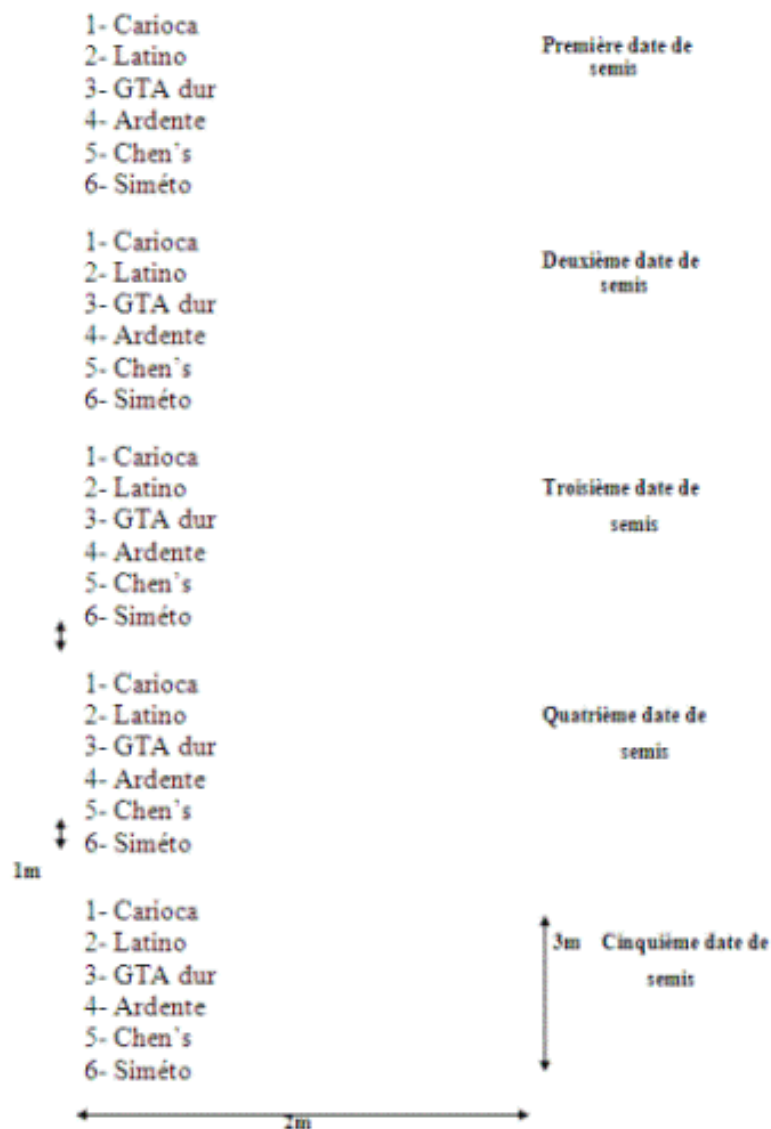 1- Carioca
2- Latino
3- GTA dur
4- Ardente
5- Chen's
6- Siméto
Première date de
semis
1- Carioca
2- Latino
3- GTA dur
4- Ardente
5- Chen's
6- Siméto
Deuxième date de
semis
1- Carioca
2- Latino
3- GTA dur
4- Ardente
5- Chen's
6- Siméto
Troisième date de
semis
1- Carioca
2- Latino
3- GTA dur
4- Ardente
5- Chen's
6- Siméto
Quatrième date de
semis
1m
1- Carioca
2- Latino
3- GTA dur
4- Ardente
5- Chen's
6- Siméto
3m Cinquième date de
semis
2m